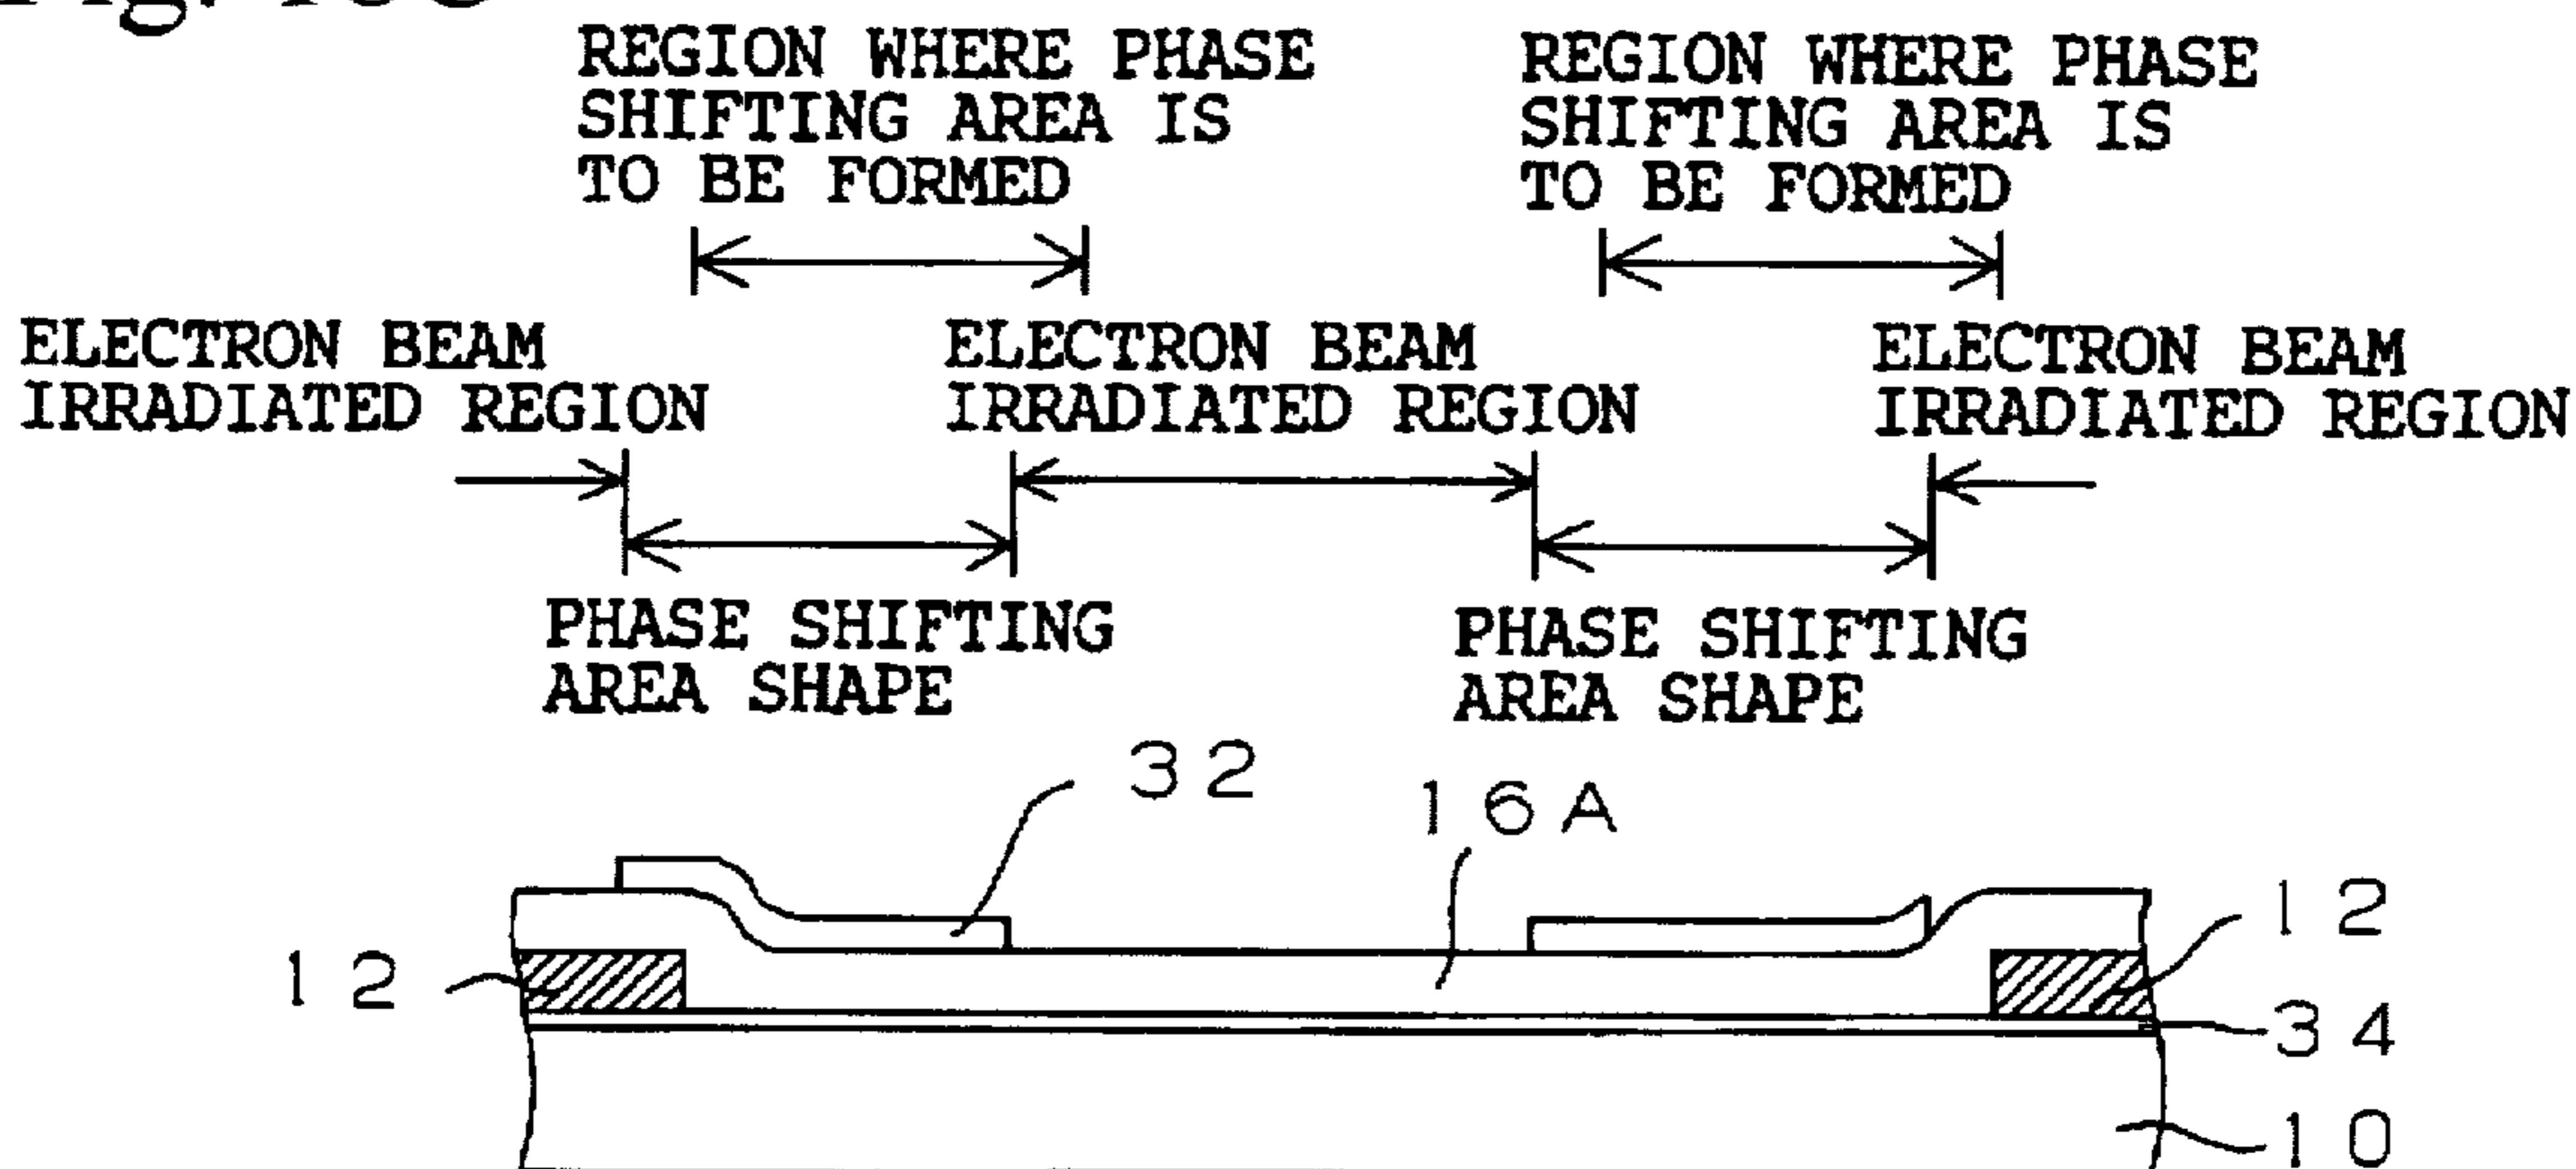 REGION WHERE PHASE
SHIFTING AREA IS
TO BE FORMED
REGION WHERE PHASE
SHIFTING AREA IS
TO BE FORMED
ELECTRON BEAM
IRRADIATED REGION
ELECTRON BEAM
IRRADIATED REGION
ELECTRON BEAM
IRRADIATED REGION
PHASE SHIFTING
AREA SHAPE
PHASE SHIFTING
AREA SHAPE
32
16A
12
12
34
10